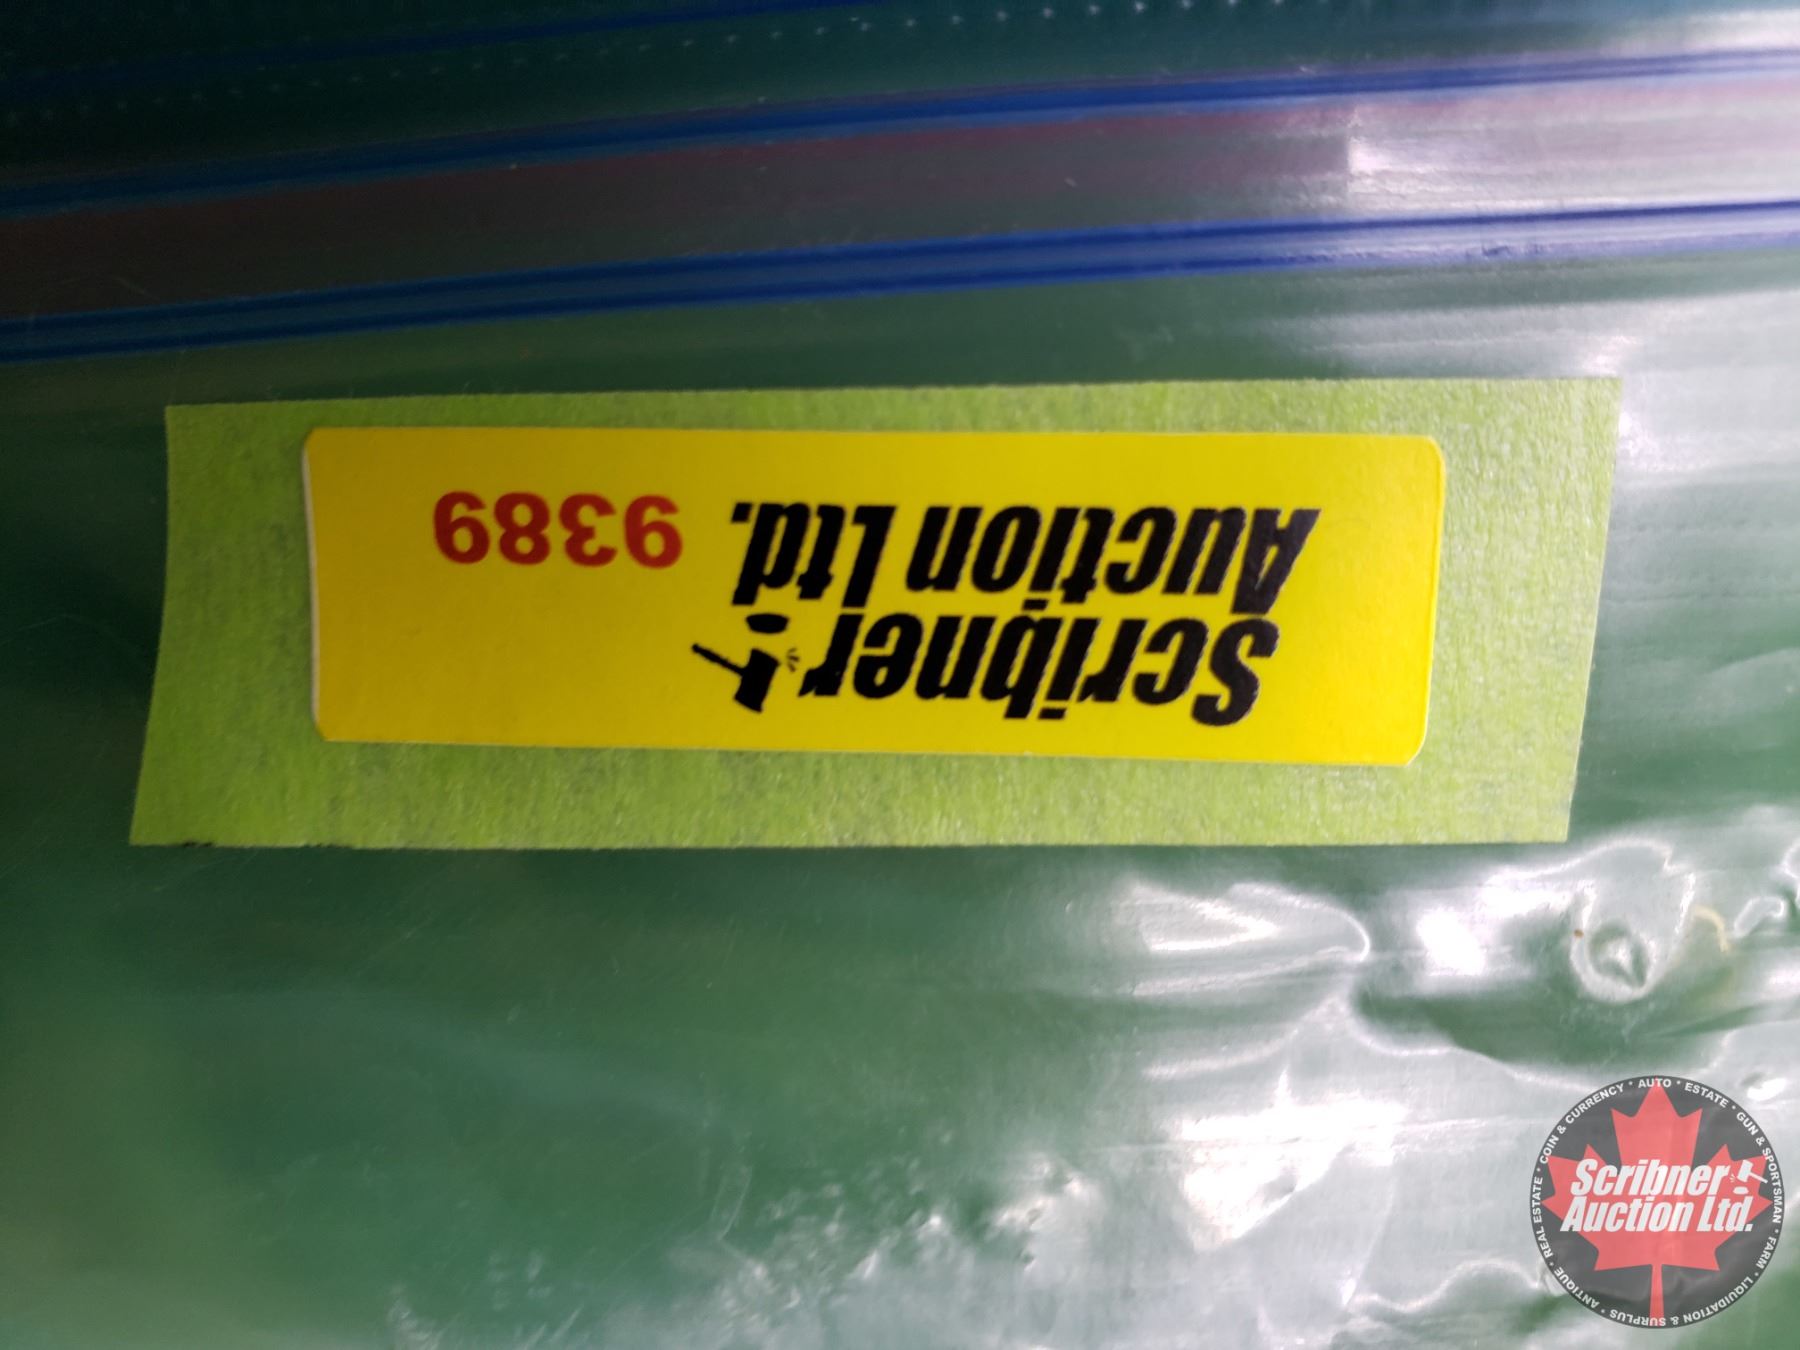 Scribner
Auction Ltd. 9389
ANTIQUE * REAL ESTATE * COIN & CURRENCY * AUTO * ESTATE * GUN & SPORTSMAN * FARM * LIQUIDATION & SURPLUS *
Scribner
Auction Ltd.